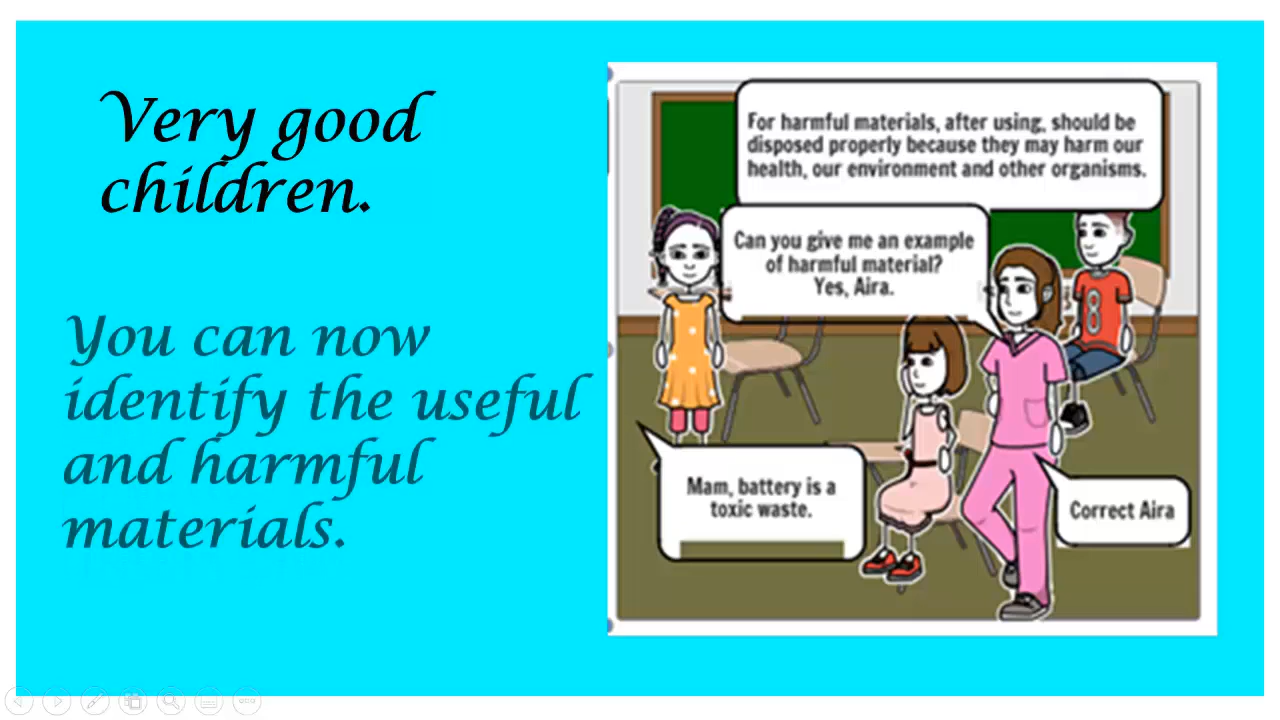 Very good
children.
You can now
identify the useful
and harmful
materials.
For harmful materials, after using, should be
disposed properly because they may harm our
health, our environment and other organisms.
Can you give me an example
of harmful material?
Yes, Aira.
8
Mam, battery is a
toxic waste.
Correct Aira